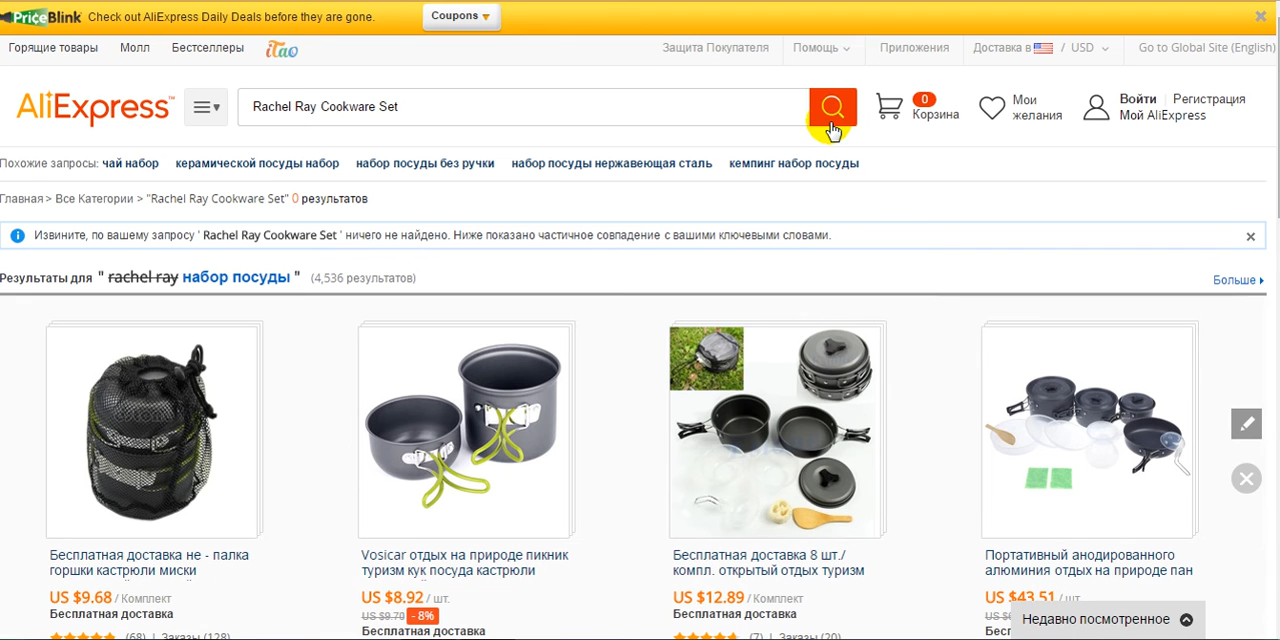 PriceBlink Check out AliExpress Daily Deals before they are gone. Coupons
Горящие товары Молл Бестселлеры iTao Защита Покупателя Помощь Приложения Доставка в / USD Go to Global Site (English)
AliExpress™ Rachel Ray Cookware Set 0 Корзина Мои желания Войти Регистрация Мой AliExpress
Похожие запросы: чай набор керамической посуды набор набор посуды без ручки набор посуды нержавеющая сталь кемпинг набор посуды
Главная > Все Категории > "Rachel Ray Cookware Set" 0 результатов
Извините, по вашему запросу ' Rachel Ray Cookware Set ' ничего не найдено. Ниже показано частичное совпадение с вашими ключевыми словами.
Результаты для " rachel ray набор посуды " (4,536 результатов) Больше
Бесплатная доставка не - палка
горшки кастрюли миски
US $9.68 / Комплект
Бесплатная доставка
(68) | Заказы (128)
Vosicar отдых на природе пикник
туризм кук посуда кастрюли
US $8.92 / шт.
US $9.70 - 8%
Бесплатная доставка
Бесплатная доставка 8 шт./
компл. открытый отдых туризм
US $12.89 / Комплект
Бесплатная доставка
(7) | Заказы (20)
Портативный анодированного
алюминия отдых на природе пан
US $43.51 / шт.
Недавно просмотренное